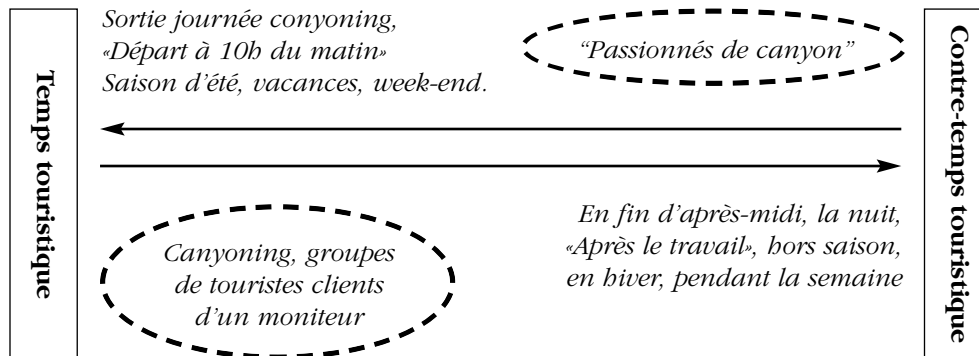 Temps touristique
Sortie journée conyoning,
«Départ à 10h du matin»
Saison d'été, vacances, week-end.
“Passionnés de canyon”
Canyoning, groupes
de touristes clients
d'un moniteur
En fin d'après-midi, la nuit,
«Après le travail», hors saison,
en hiver, pendant la semaine
Contre-temps touristique